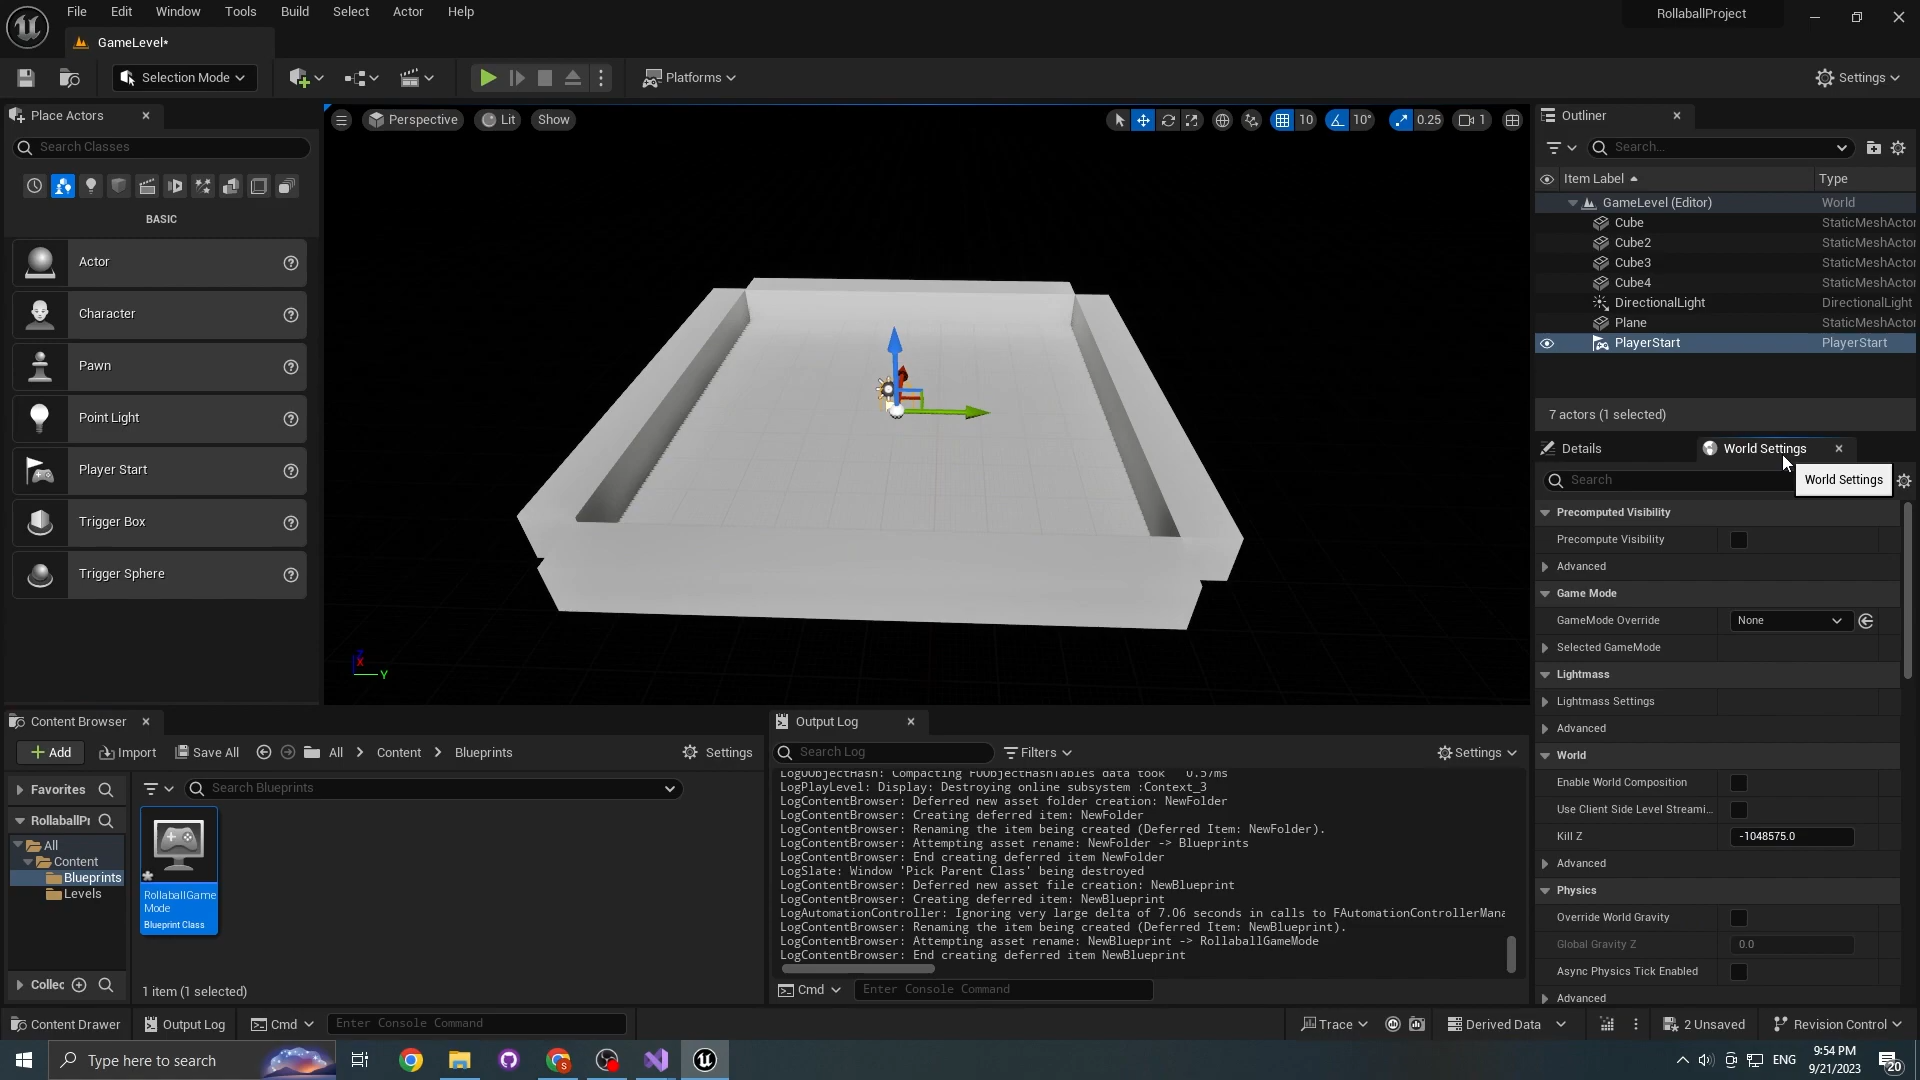 File Edit Window Tools Build Select Actor Help
RollaballProject
GameLevel*
Selection Mode
Platforms
Settings
Place Actors
Search Classes
BASIC
Actor
Character
Pawn
Point Light
Player Start
Trigger Box
Trigger Sphere
Perspective Lit Show
10 10° 0.25 1
X
Y
Outliner
Search...
Item Label Type
GameLevel (Editor) World
Cube StaticMeshActor
Cube2 StaticMeshActor
Cube3 StaticMeshActor
Cube4 StaticMeshActor
DirectionalLight DirectionalLight
Plane StaticMeshActor
PlayerStart PlayerStart
7 actors (1 selected)
Details World Settings
Search
World Settings
Precomputed Visibility
Precompute Visibility
Advanced
Game Mode
GameMode Override None
Selected GameMode
Lightmass
Lightmass Settings
Advanced
World
Enable World Composition
Use Client Side Level Streami...
Kill Z -1048575.0
Advanced
Physics
Override World Gravity
Global Gravity Z 0.0
Async Physics Tick Enabled
Advanced
Content Browser
Add Import Save All All Content Blueprints Settings
Favorites
Search Blueprints
RollaballPr
All
Content
Blueprints
Levels
Collec
RollaballGame
Mode
Blueprint Class
1 item (1 selected)
Output Log
Search Log Filters Settings
LogUObjectHash: Compacting FUObjectHashTables data took 0.57ms
LogPlayLevel: Display: Destroying online subsystem :Context_3
LogContentBrowser: Deferred new asset folder creation: NewFolder
LogContentBrowser: Creating deferred item: NewFolder
LogContentBrowser: Renaming the item being created (Deferred Item: NewFolder).
LogContentBrowser: Attempting asset rename: NewFolder -> Blueprints
LogContentBrowser: End creating deferred item NewFolder
LogSlate: Window 'Pick Parent Class' being destroyed
LogContentBrowser: Deferred new asset file creation: NewBlueprint
LogContentBrowser: Creating deferred item: NewBlueprint
LogAutomationController: Ignoring very large delta of 7.06 seconds in calls to FAutomationControllerMana
LogContentBrowser: Renaming the item being created (Deferred Item: NewBlueprint).
LogContentBrowser: Attempting asset rename: NewBlueprint -> RollaballGameMode
LogContentBrowser: End creating deferred item NewBlueprint
Cmd Enter Console Command
Content Drawer Output Log Cmd Enter Console Command
Trace Derived Data 2 Unsaved Revision Control
Type here to search
ENG
9:54 PM
9/21/2023
20